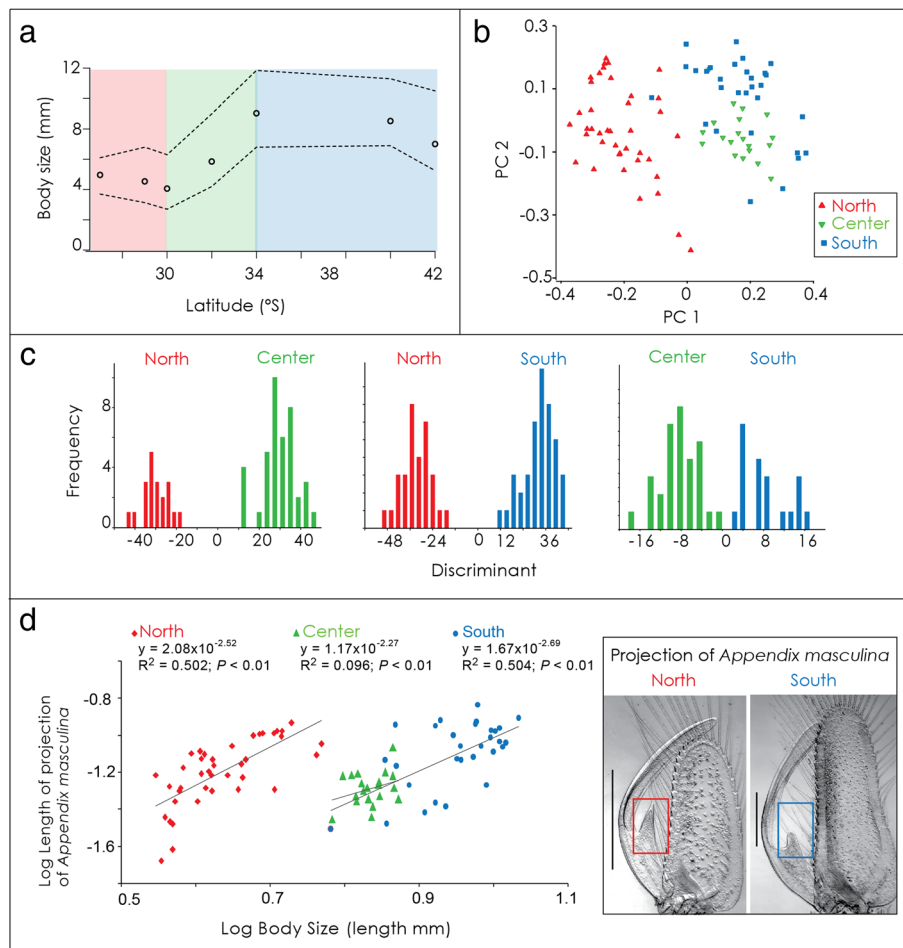 a
12
8
4
0
Body size (mm)
30
34
38
42
Latitude (°S)
b
0.3
0.1
-0.1
-0.3
-0.5
PC 2
-0.4
-0.2
0
0.2
0.4
PC 1
North
Center
South
c
North
Center
8
4
0
Frequency
-40
-20
0
20
40
North
South
-48
-24
0
12
36
Center
South
-16
-8
0
8
16
Discriminant
d
North
y = 2.08x10-2.52
R2 = 0.502; P < 0.01
Center
y = 1.17x10-2.27
R2 = 0.096; P < 0.01
South
y = 1.67x10-2.69
R2 = 0.504; P < 0.01
-0.8
-1.2
-1.6
Log Length of projection
of Appendix masculina
0.5
0.7
0.9
1.1
Log Body Size (length mm)
Projection of Appendix masculina
North
South